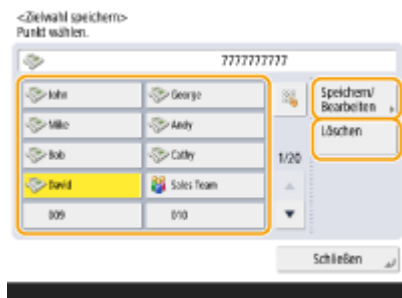 <Zielwahl speichern>
Punkt wählen.
7777777777
John
George
Speichern/
Bearbeiten
Mike
Andy
Löschen
Bob
Cathy
1/20
David
Sales Team
009
010
Schließen